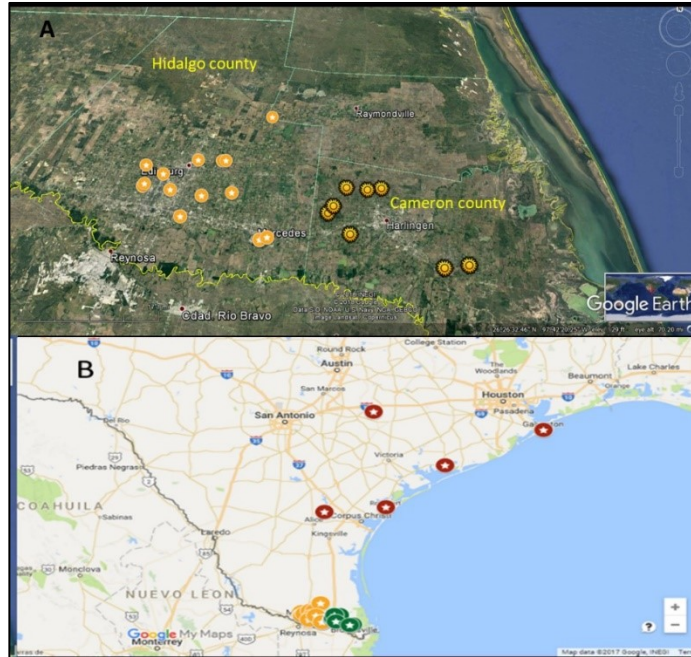 A
Hidalgo county
Raymondville
Edinburg
Cameron county
Harlingen
Mercedes
Reynosa
Cdad. Rio Bravo
Google Earth
B
College Station
Round Rock
Austin
The Woodlands
Beaumont
Lake Charles
Orange
San Marcos
Houston
Pasadena
San Antonio
Galveston
Del Rio
Victoria
Piedras Negras
COAHUILA
Sabinas
Alice
Corpus Christi
Kingsville
Laredo
Monclova
NUEVO LEON
Reynosa
Google My Maps
Monterrey
+
?
−
Map data ©2017 Google, INEGI